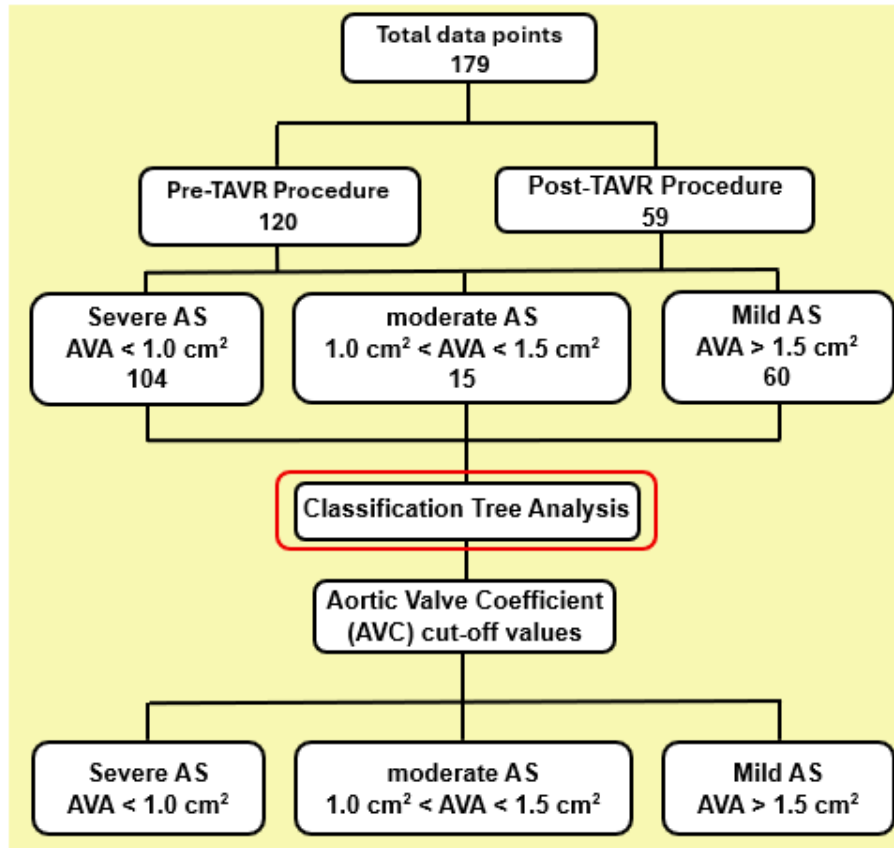 Total data points
179
Pre-TAVR Procedure
120
Post-TAVR Procedure
59
Severe AS
AVA < 1.0 cm²
104
moderate AS
1.0 cm² < AVA < 1.5 cm²
15
Mild AS
AVA > 1.5 cm²
60
Classification Tree Analysis
Aortic Valve Coefficient
(AVC) cut-off values
Severe AS
AVA < 1.0 cm²
moderate AS
1.0 cm² < AVA < 1.5 cm²
Mild AS
AVA > 1.5 cm²